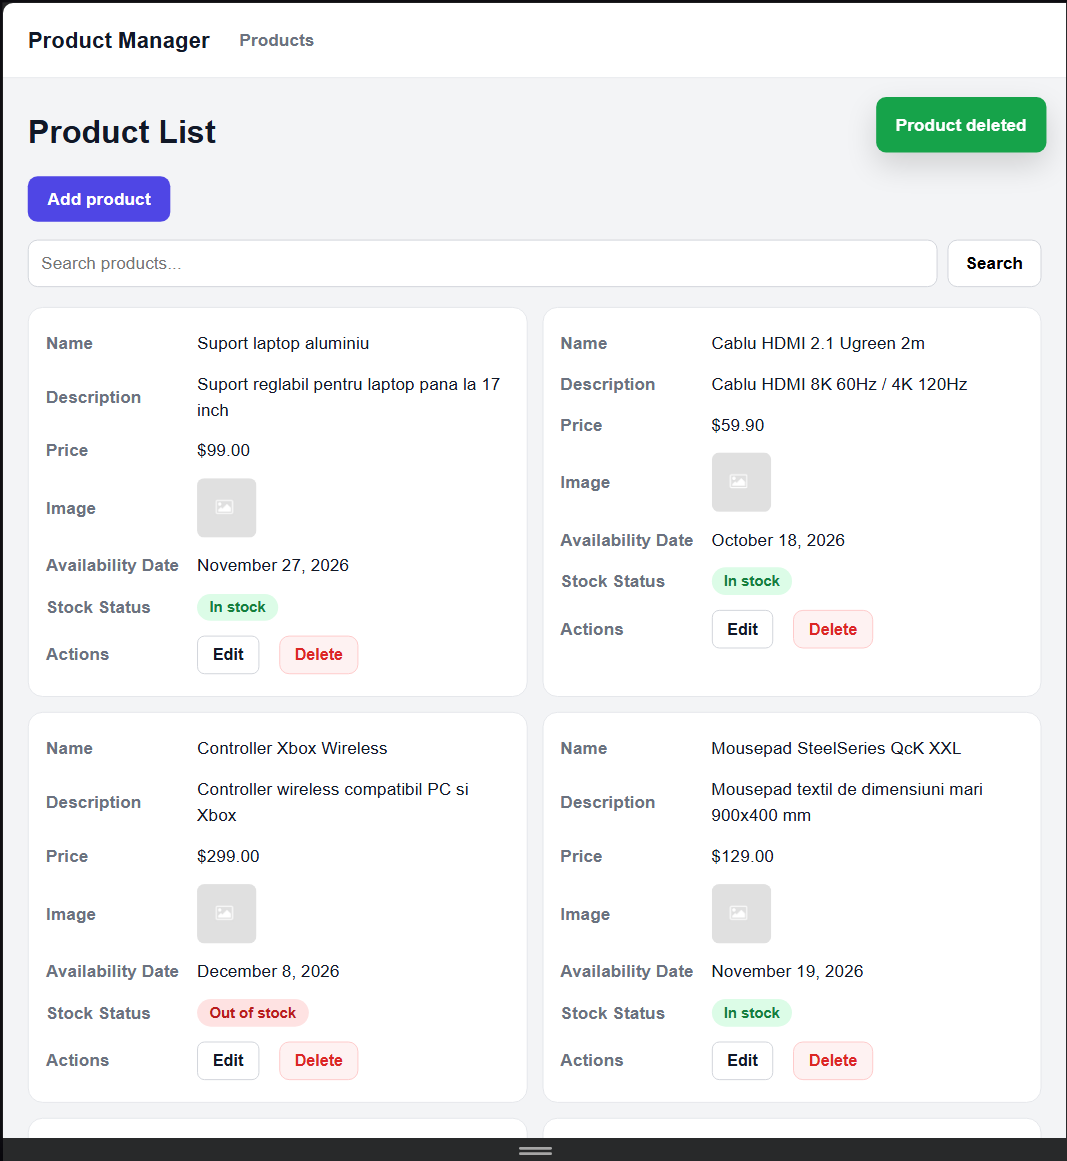 Product Manager Products
Product List
Product deleted
Add product
Search products...
Search
Name Suport laptop aluminiu
Description Suport reglabil pentru laptop pana la 17
inch
Price $99.00
Image
Availability Date November 27, 2026
Stock Status In stock
Actions Edit Delete
Name Cablu HDMI 2.1 Ugreen 2m
Description Cablu HDMI 8K 60Hz / 4K 120Hz
Price $59.90
Image
Availability Date October 18, 2026
Stock Status In stock
Actions Edit Delete
Name Controller Xbox Wireless
Description Controller wireless compatibil PC si
Xbox
Price $299.00
Image
Availability Date December 8, 2026
Stock Status Out of stock
Actions Edit Delete
Name Mousepad SteelSeries QcK XXL
Description Mousepad textil de dimensiuni mari
900x400 mm
Price $129.00
Image
Availability Date November 19, 2026
Stock Status In stock
Actions Edit Delete